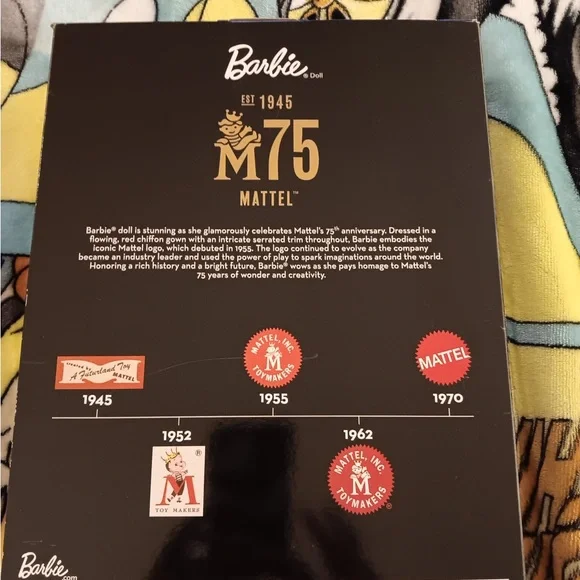 Barbie® Doll
EST 1945
M75
MATTEL™
Barbie® doll is stunning as she glamorously celebrates Mattel's 75th anniversary. Dressed in a
flowing, red chiffon gown with an intricate serrated trim throughout, Barbie embodies the
iconic Mattel logo, which debuted in 1955. The logo continued to evolve as the company
became an industry leader and used the power of play to spark imaginations around the world.
Honoring a rich history and a bright future, Barbie® wows as she pays homage to Mattel's
75 years of wonder and creativity.
CREATED BY
A Futurland Toy
MATTEL
MATTEL, INC.
M
TOYMAKERS
MATTEL
1945
1955
1970
1952
1962
M®
TOY MAKERS
MATTEL, INC.
M
TOYMAKERS®
Barbie.com